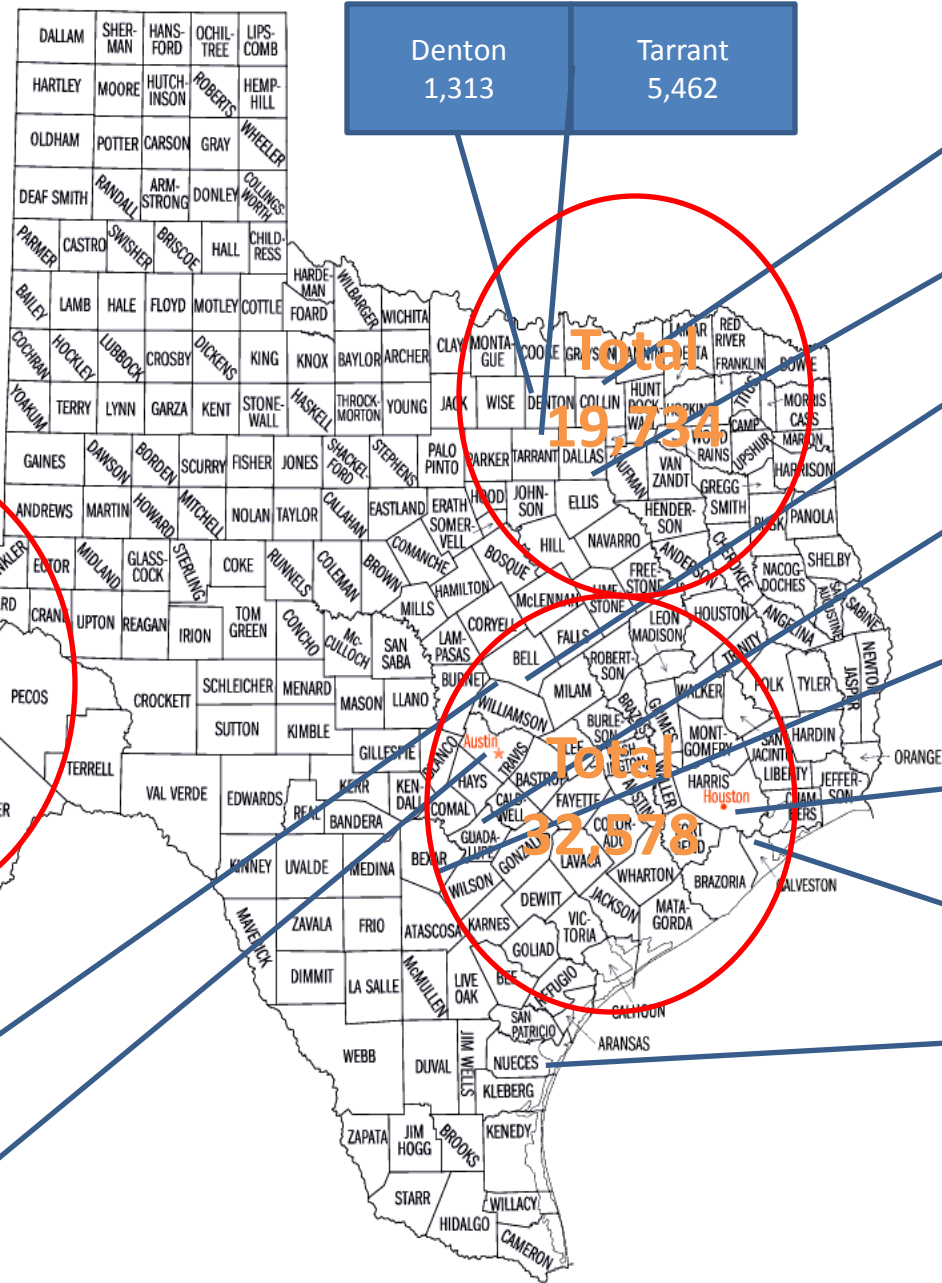 Denton
1,313
Tarrant
5,462
DALLAM
SHER-
MAN
HANS-
FORD
OCHIL-
TREE
LIPS-
COMB
HARTLEY
MOORE
HUTCH-
INSON
ROBERTS
HEMP-
HILL
OLDHAM
POTTER
CARSON
GRAY
WHEELER
DEAF SMITH
RANDALL
ARM-
STRONG
DONLEY
COLLINGS-
WORTH
PARMER
CASTRO
SWISHER
BRISCOE
HALL
CHILD-
RESS
HARDE-
MAN
BAILEY
LAMB
HALE
FLOYD
MOTLEY
COTTLE
FOARD
WILBARGER
WICHITA
CLAY
MONTA-
GUE
COOKE
GRAYSON
RED
RIVER
FRANKLIN
BOWIE
COCHRAN
HOCKLEY
LUBBOCK
CROSBY
DICKENS
KING
KNOX
BAYLOR
ARCHER
Total
19,734
YOAKUM
TERRY
LYNN
GARZA
KENT
STONE-
WALL
HASKELL
THROCK-
MORTON
YOUNG
JACK
WISE
DENTON
COLLIN
HUNT
MORRIS
CASS
CAMP
MARION
GAINES
DAWSON
BORDEN
SCURRY
FISHER
JONES
SHACKEL-
FORD
STEPHENS
PALO
PINTO
PARKER
TARRANT
DALLAS
RAINS
VAN
ZANDT
UPSHUR
HARRISON
GREGG
SMITH
ANDREWS
MARTIN
HOWARD
MITCHELL
NOLAN
TAYLOR
CALLAHAN
EASTLAND
ERATH
HOOD
SOMER-
VELL
JOHN-
SON
ELLIS
HENDER-
SON
PANOLA
ECTOR
MIDLAND
GLASS-
COCK
STERLING
COKE
RUNNELS
COLEMAN
BROWN
COMANCHE
BOSQUE
HILL
NAVARRO
ANDERSON
CHEROKEE
NACOG-
DOCHES
SHELBY
UPTON
REAGAN
IRION
TOM
GREEN
CONCHO
Mc-
CULLOCH
SAN
SABA
MILLS
HAMILTON
CORYELL
McLENNAN
STONE
FREE-
STONE
LEON
HOUSTON
ANGELINA
SAN
AUGUSTINE
SABINE
PECOS
CROCKETT
SCHLEICHER
MENARD
MASON
LLANO
LAM-
PASAS
BURNET
BELL
FALLS
MILAM
ROBERT-
SON
MADISON
TRINITY
POLK
TYLER
JASPER
NEWTON
SUTTON
KIMBLE
GILLESPIE
BLANCO
WILLIAMSON
Austin
TRAVIS
BURLE-
SON
GRIMES
WALKER
MONT-
GOMERY
SAN
JACINTO
HARDIN
ORANGE
TERRELL
VAL VERDE
EDWARDS
REAL
KERR
BANDERA
KEN-
DALL
HAYS
COMAL
CALD-
WELL
FAYETTE
Total
32,578
AUSTIN
HARRIS
Houston
LIBERTY
JEFFER-
SON
KINNEY
UVALDE
MEDINA
BEXAR
WILSON
LAVACA
WHARTON
BRAZORIA
GALVESTON
MAVERICK
ZAVALA
FRIO
ATASCOSA
KARNES
DEWITT
JACKSON
MATA-
GORDA
VIC-
TORIA
GOLIAD
DIMMIT
LA SALLE
McMULLEN
LIVE
OAK
BEE
REFUGIO
CALHOUN
ARANSAS
SAN
PATRICIO
WEBB
DUVAL
JIM WELLS
NUECES
KLEBERG
ZAPATA
JIM
HOGG
BROOKS
KENEDY
STARR
HIDALGO
WILLACY
CAMERON